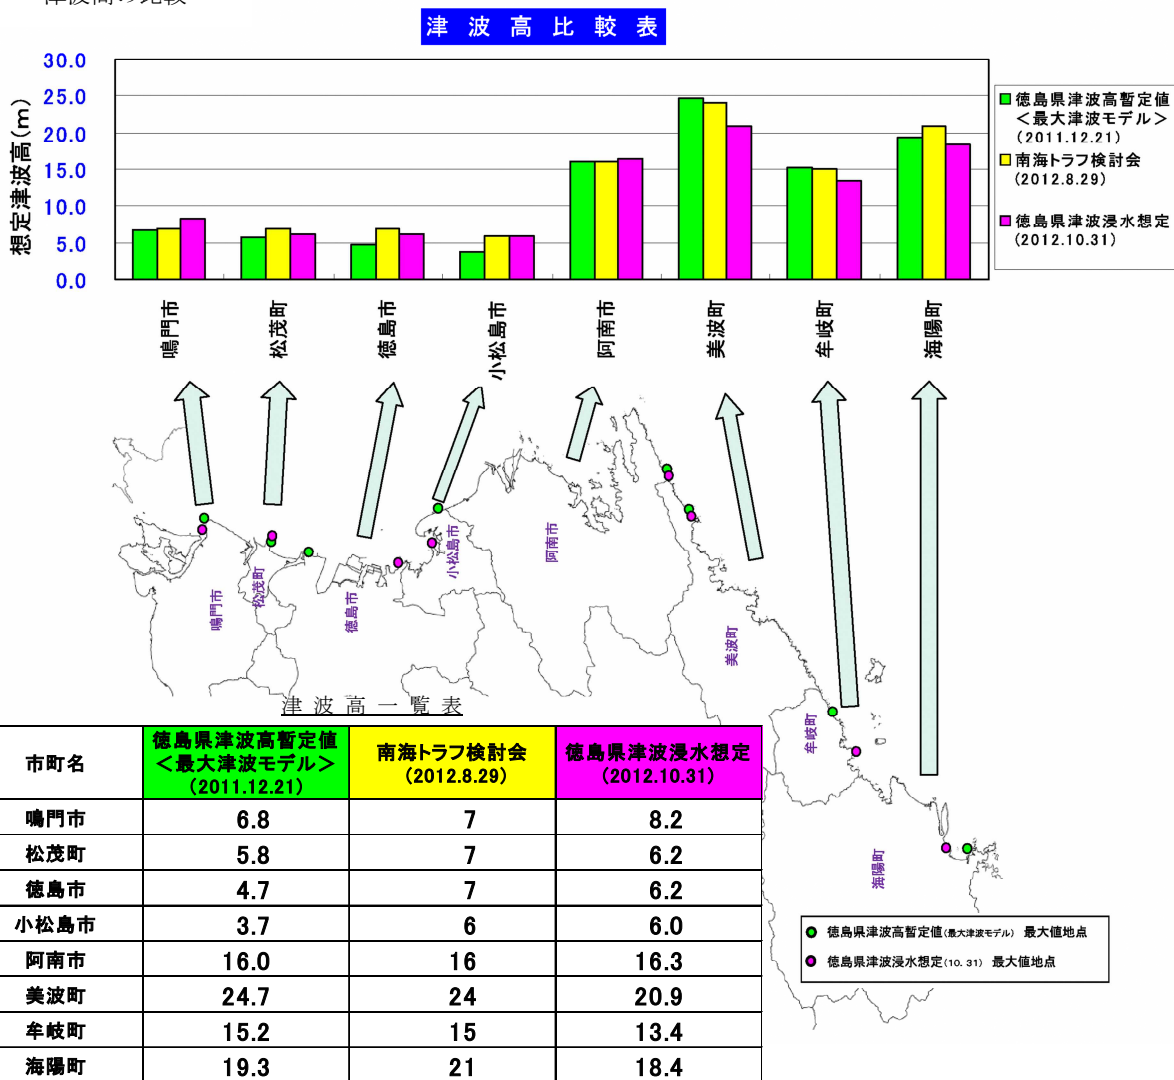 津 波 高 比 較 表
想定津波高(m)
30.0
25.0
20.0
15.0
10.0
5.0
0.0
徳島県津波高暫定値
＜最大津波モデル＞
(2011.12.21)
南海トラフ検討会
(2012.8.29)
徳島県津波浸水想定
(2012.10.31)
鳴門市
松茂町
徳島市
小松島市
阿南市
美波町
牟岐町
海陽町
鳴門市
松茂町
徳島市
小松島市
阿南市
美波町
牟岐町
海陽町
徳島県津波高暫定値(最大津波モデル) 最大値地点
徳島県津波浸水想定(10.31) 最大値地点
津 波 高 一 覧 表
市町名
徳島県津波高暫定値
＜最大津波モデル＞
(2011.12.21)
南海トラフ検討会
(2012.8.29)
徳島県津波浸水想定
(2012.10.31)
鳴門市 6.8 7 8.2
松茂町 5.8 7 6.2
徳島市 4.7 7 6.2
小松島市 3.7 6 6.0
阿南市 16.0 16 16.3
美波町 24.7 24 20.9
牟岐町 15.2 15 13.4
海陽町 19.3 21 18.4